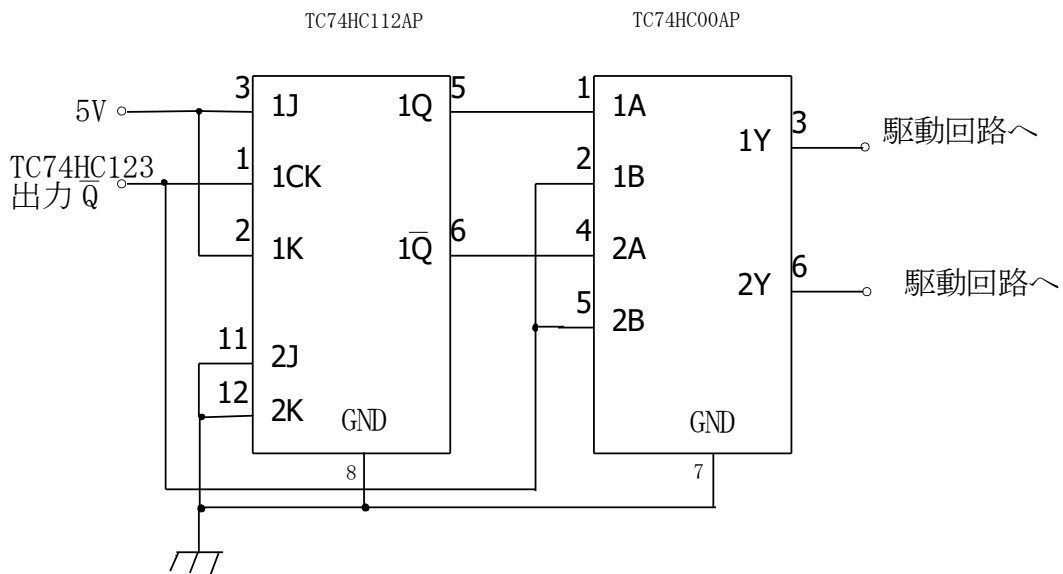 TC74HC112AP
TC74HC00AP
5V
TC74HC123
出力 Q̅
3
1J
1
1CK
2
1K
11
2J
12
2K
1Q
5
1Q̅
6
GND
8
1
1A
2
1B
4
2A
5
2B
1Y
3
2Y
6
GND
7
駆動回路へ
駆動回路へ